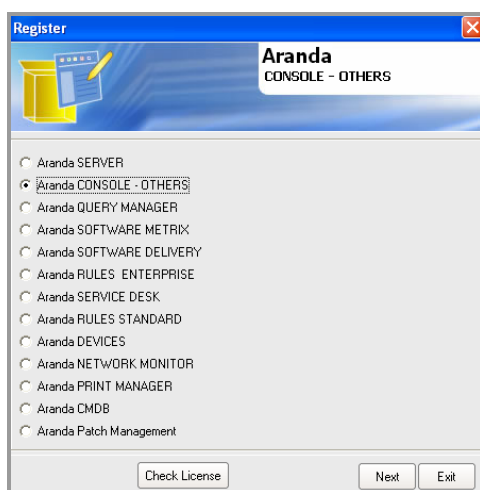 Register
Aranda
CONSOLE - OTHERS
Aranda SERVER
Aranda CONSOLE - OTHERS
Aranda QUERY MANAGER
Aranda SOFTWARE METRIX
Aranda SOFTWARE DELIVERY
Aranda RULES  ENTERPRISE
Aranda SERVICE DESK
Aranda RULES STANDARD
Aranda DEVICES
Aranda NETWORK MONITOR
Aranda PRINT MANAGER
Aranda CMDB
Aranda Patch Management
Check License Next Exit